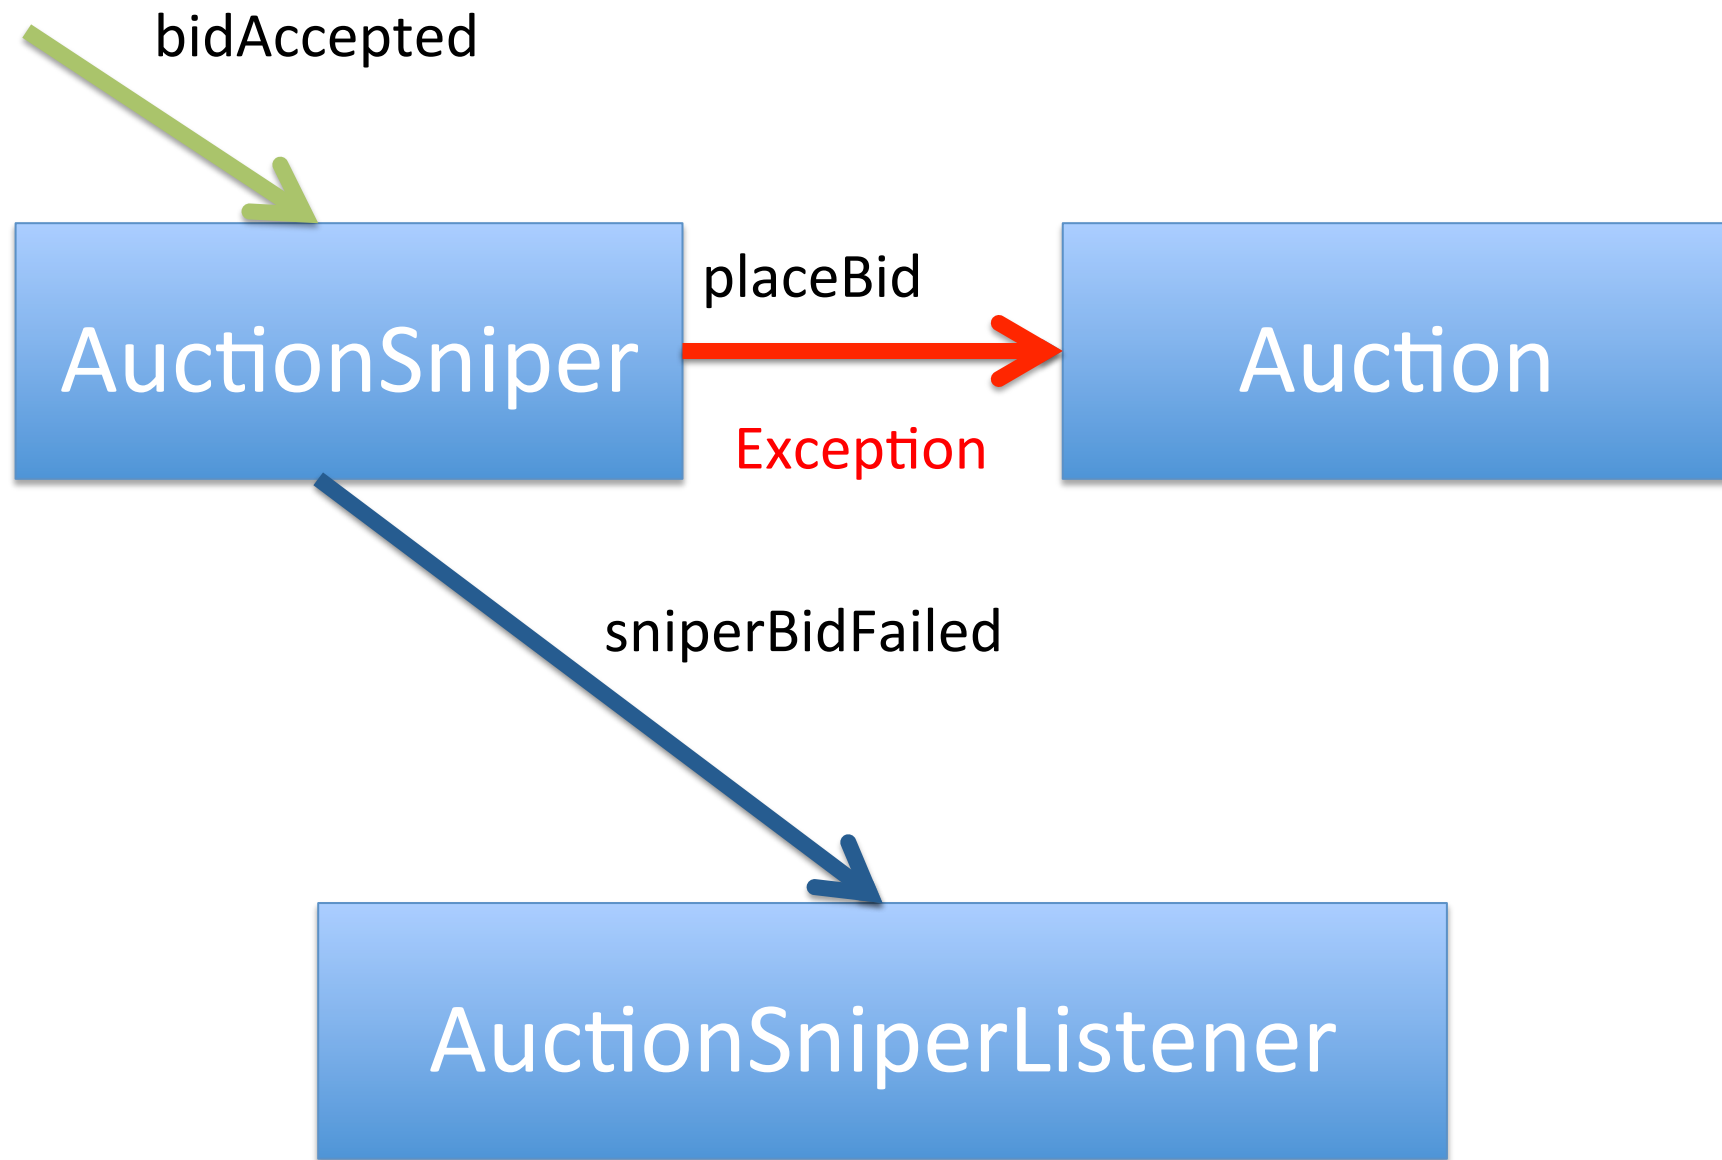 bidAccepted
placeBid
AuctionSniper
Auction
Exception
sniperBidFailed
AuctionSniperListener